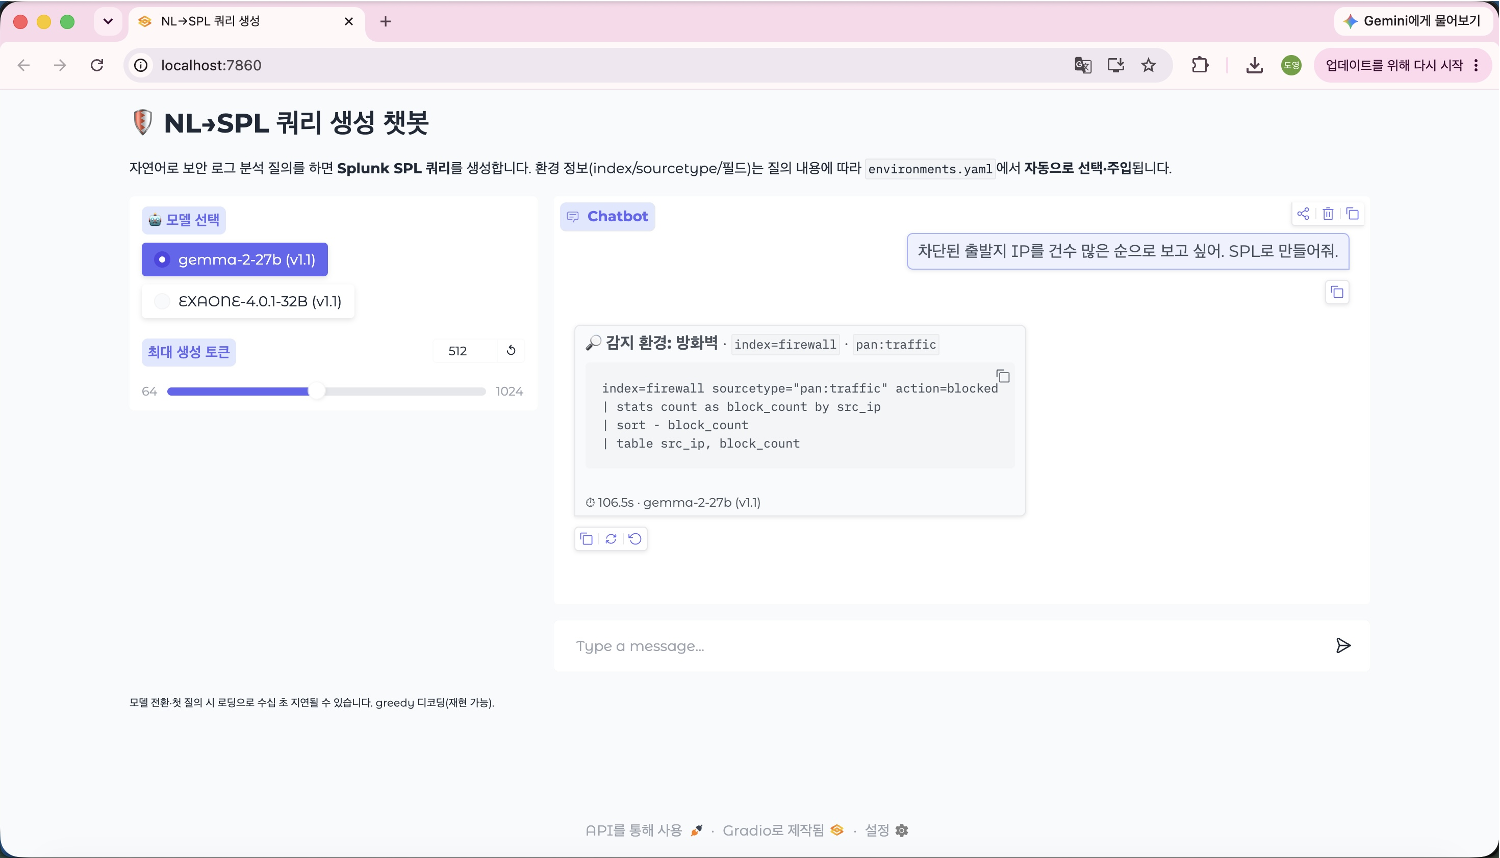 NL→SPL 쿼리 생성
Gemini에게 물어보기
localhost:7860
도영
업데이트를 위해 다시 시작
NL→SPL 쿼리 생성 챗봇
자연어로 보안 로그 분석 질의를 하면 Splunk SPL 쿼리를 생성합니다. 환경 정보(index/sourcetype/필드)는 질의 내용에 따라 environments.yaml에서 자동으로 선택·주입됩니다.
모델 선택
gemma-2-27b (v1.1)
EXAONE-4.0.1-32B (v1.1)
최대 생성 토큰
512
64
1024
Chatbot
차단된 출발지 IP를 건수 많은 순으로 보고 싶어. SPL로 만들어줘.
감지 환경: 방화벽 · index=firewall · pan:traffic
index=firewall sourcetype="pan:traffic" action=blocked
| stats count as block_count by src_ip
| sort - block_count
| table src_ip, block_count
106.5s · gemma-2-27b (v1.1)
Type a message...
모델 전환·첫 질의 시 로딩으로 수십 초 지연될 수 있습니다. greedy 디코딩(재현 가능).
API를 통해 사용 · Gradio로 제작됨 · 설정